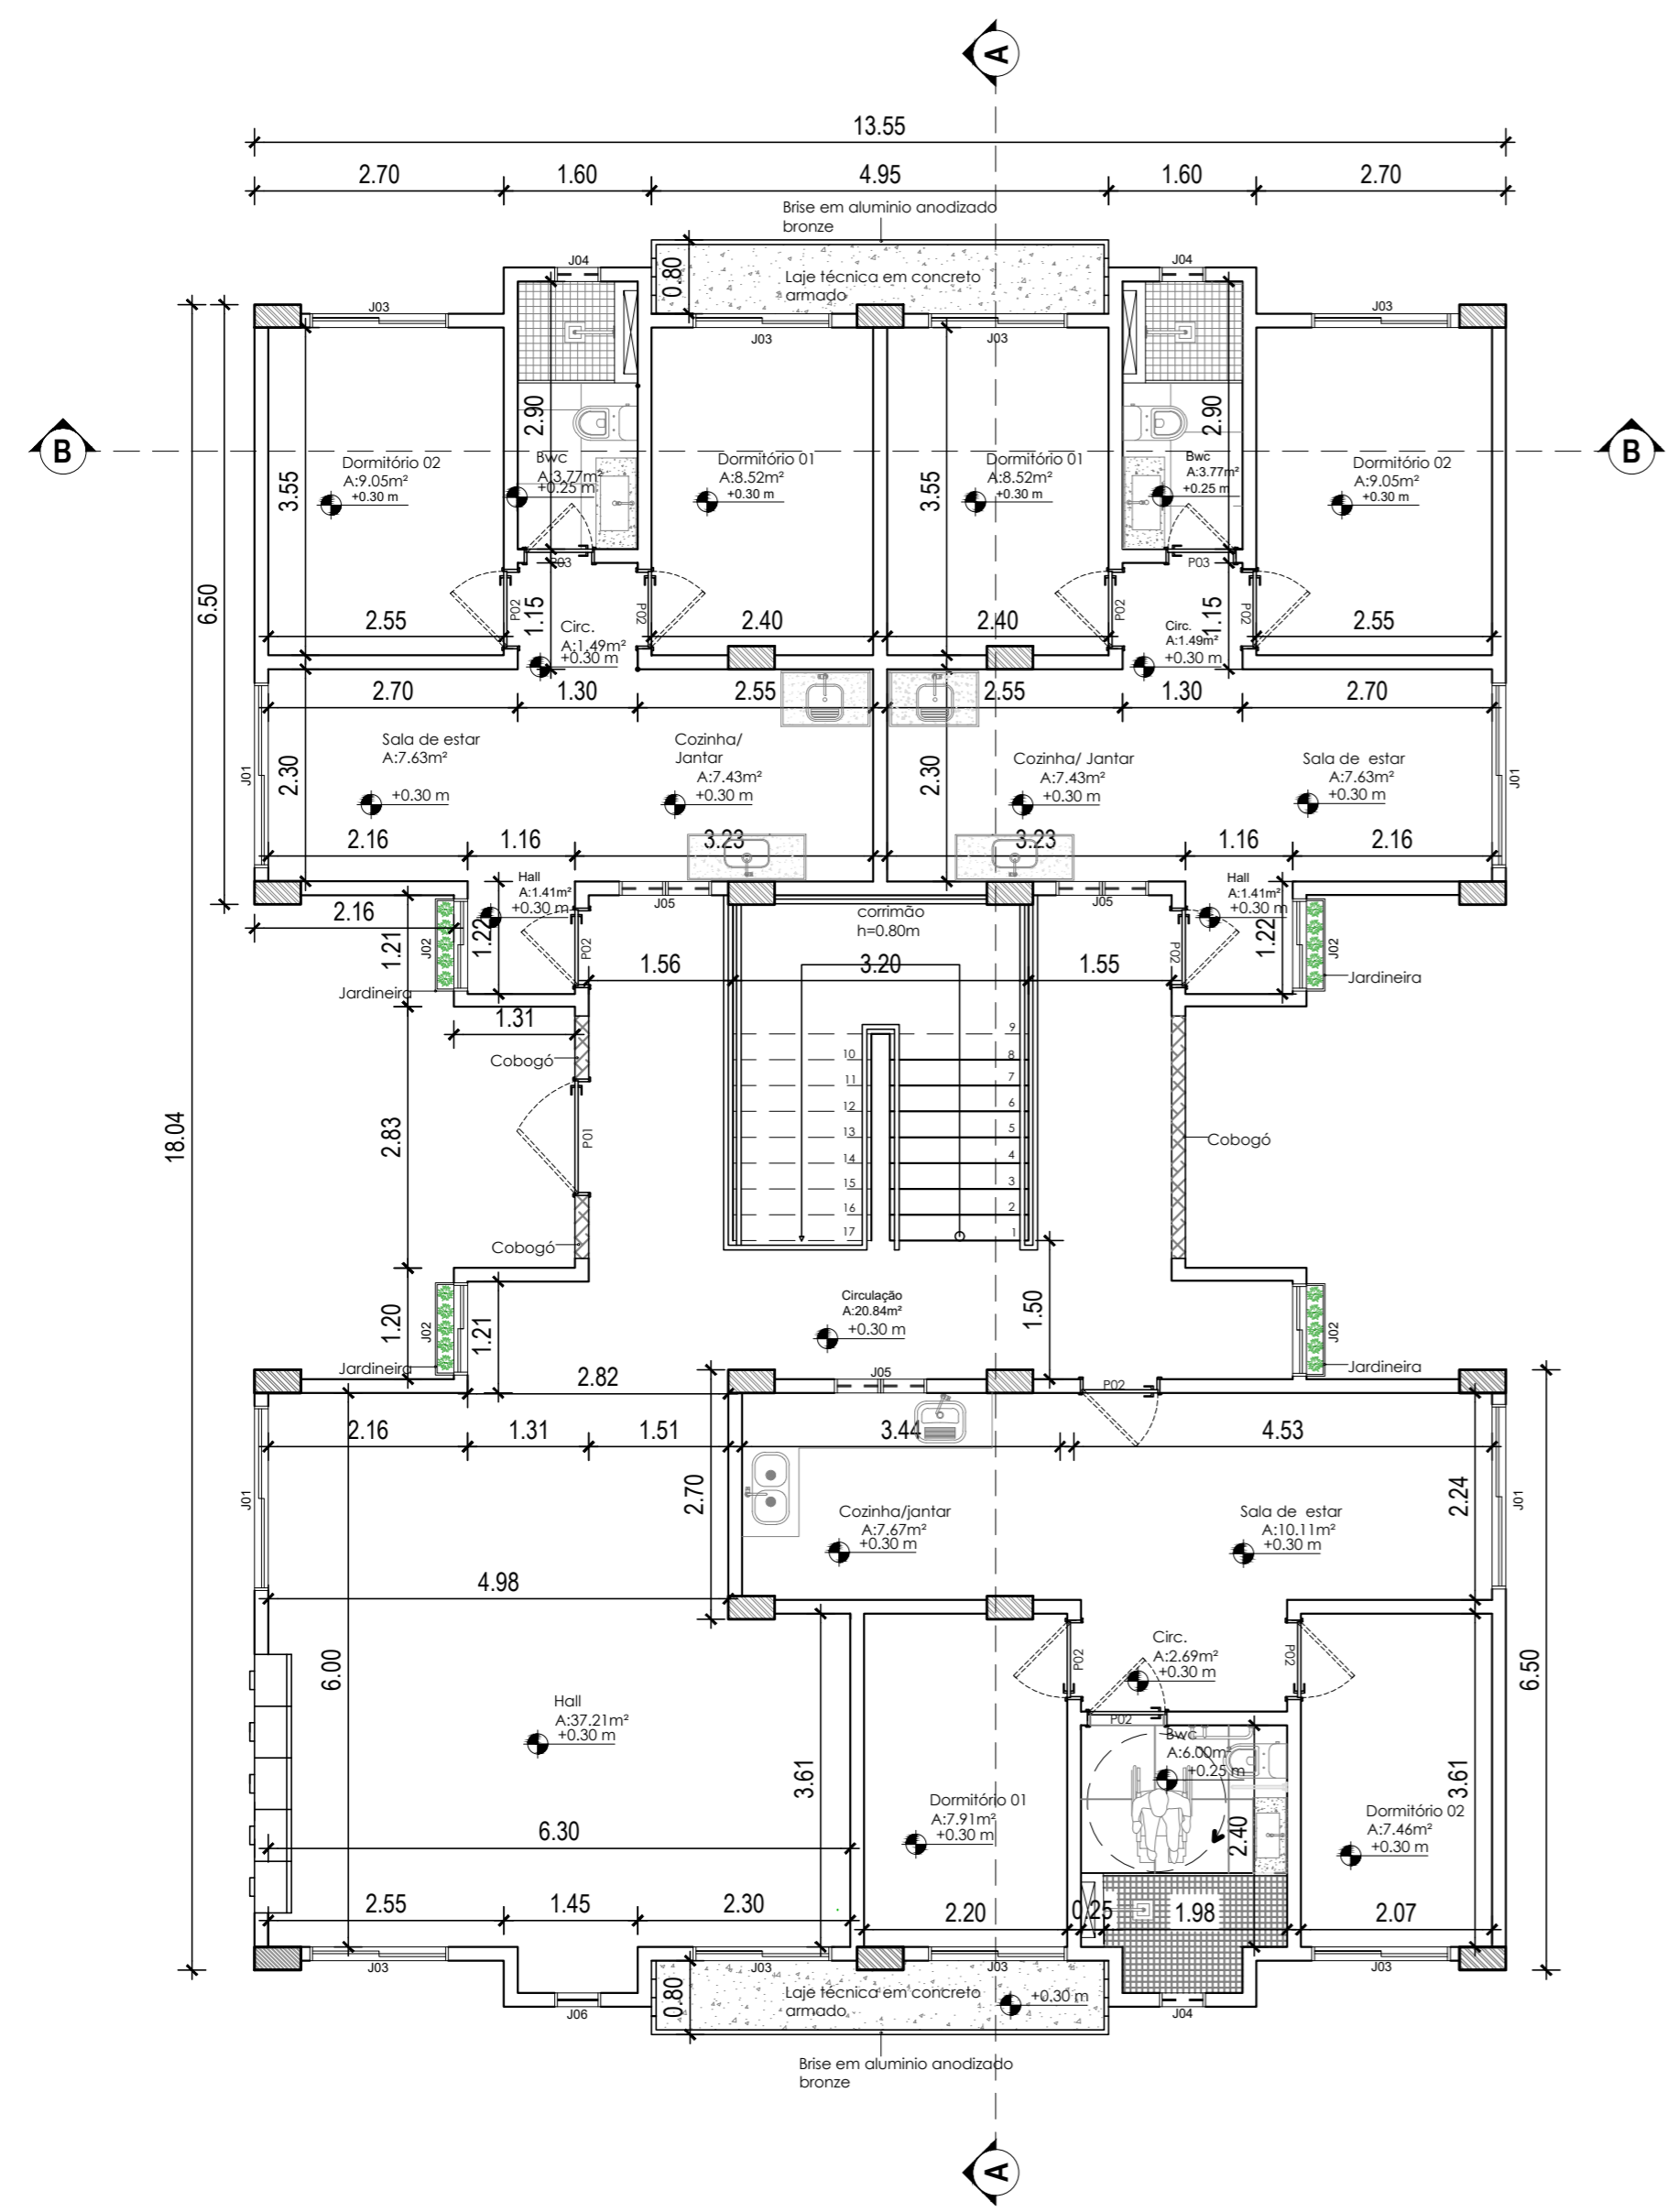 A
13.55
2.70 1.60 4.95 1.60 2.70
Brise em aluminio anodizado
bronze
0.80
Laje técnica em concreto
armado
J04 J04
J03 J03 J03 J03
B B
2.90 2.90
3.55 3.55
6.50
Dormitório 02
A:9.05m²
+0.30 m
Bwc
A:3.77m²
+0.25 m
Dormitório 01
A:8.52m²
+0.30 m
Dormitório 01
A:8.52m²
+0.30 m
Bwc
A:3.77m²
+0.25 m
Dormitório 02
A:9.05m²
+0.30 m
P03 P03
P02 P02 P02 P02
1.15 1.15
2.55 2.40 2.40 2.55
Circ.
A:1.49m²
+0.30 m
Circ.
A:1.49m²
+0.30 m
2.70 1.30 2.55 2.55 1.30 2.70
J01 J01
2.30 2.30
Sala de estar
A:7.63m²
+0.30 m
Cozinha/
Jantar
A:7.43m²
+0.30 m
Cozinha/ Jantar
A:7.43m²
+0.30 m
Sala de estar
A:7.63m²
+0.30 m
2.16 1.16 3.23 3.23 1.16 2.16
Hall
A:1.41m²
+0.30 m
Hall
A:1.41m²
+0.30 m
J05 J05
2.16
1.21 J02 1.22 P02
P02 1.22 J02
corrimão
h=0.80m
1.56 3.20 1.55
Jardineira Jardineira
1.31
Cobogó
9
10 8
11 7
12 6
13 5
14 4
15 3
16 2
17 1
18.04
2.83
P01
Cobogó
Cobogó
1.20 J02 1.21
Circulação
A:20.84m²
+0.30 m
1.50
J02
Jardineira Jardineira
2.82
J05
P02
2.16 1.31 1.51 3.44 4.53
J01 2.70 2.24 J01
Cozinha/jantar
A:7.67m²
+0.30 m
Sala de estar
A:10.11m²
+0.30 m
4.98
6.00
Circ.
A:2.69m²
+0.30 m
P02 P02
P02
6.50
Hall
A:37.21m²
+0.30 m
3.61 3.61
Bwc
A:6.00m²
+0.25 m
Dormitório 01
A:7.91m²
+0.30 m
Dormitório 02
A:7.46m²
+0.30 m
2.40
6.30
2.55 1.45 2.30 2.20 0.25 1.98 2.07
J03 J03 J03 J03
0.80
Laje técnica em concreto
armado
+0.30 m
J06 J04
Brise em aluminio anodizado
bronze
A